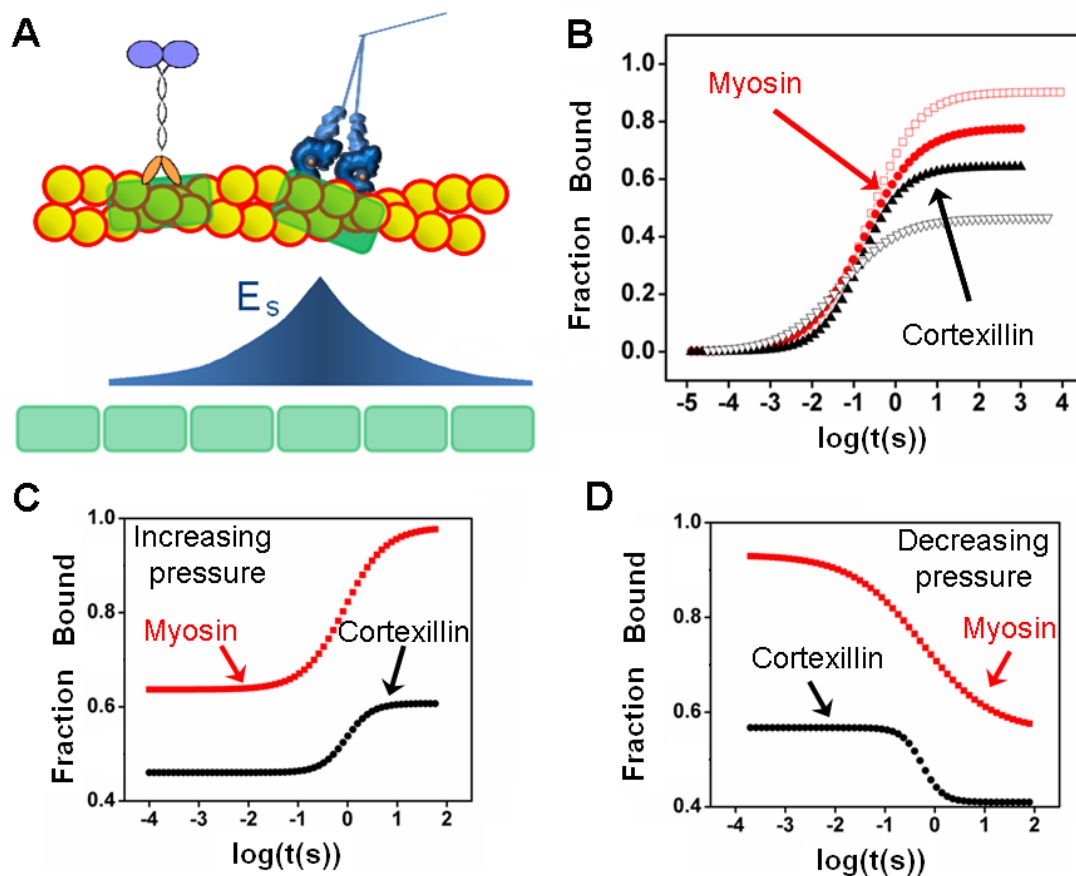 A
E s
B
Fraction Bound
1.0
0.8
0.6
0.4
0.2
0.0
Myosin
Cortexillin
-5 -4 -3 -2 -1 0 1 2 3 4
log(t(s))
C
Fraction Bound
1.0
0.8
0.6
0.4
Increasing
pressure
Myosin
Cortexillin
-4 -3 -2 -1 0 1 2
log(t(s))
D
Fraction Bound
1.0
0.8
0.6
0.4
Decreasing
pressure
Myosin
Cortexillin
-4 -3 -2 -1 0 1 2
log(t(s))